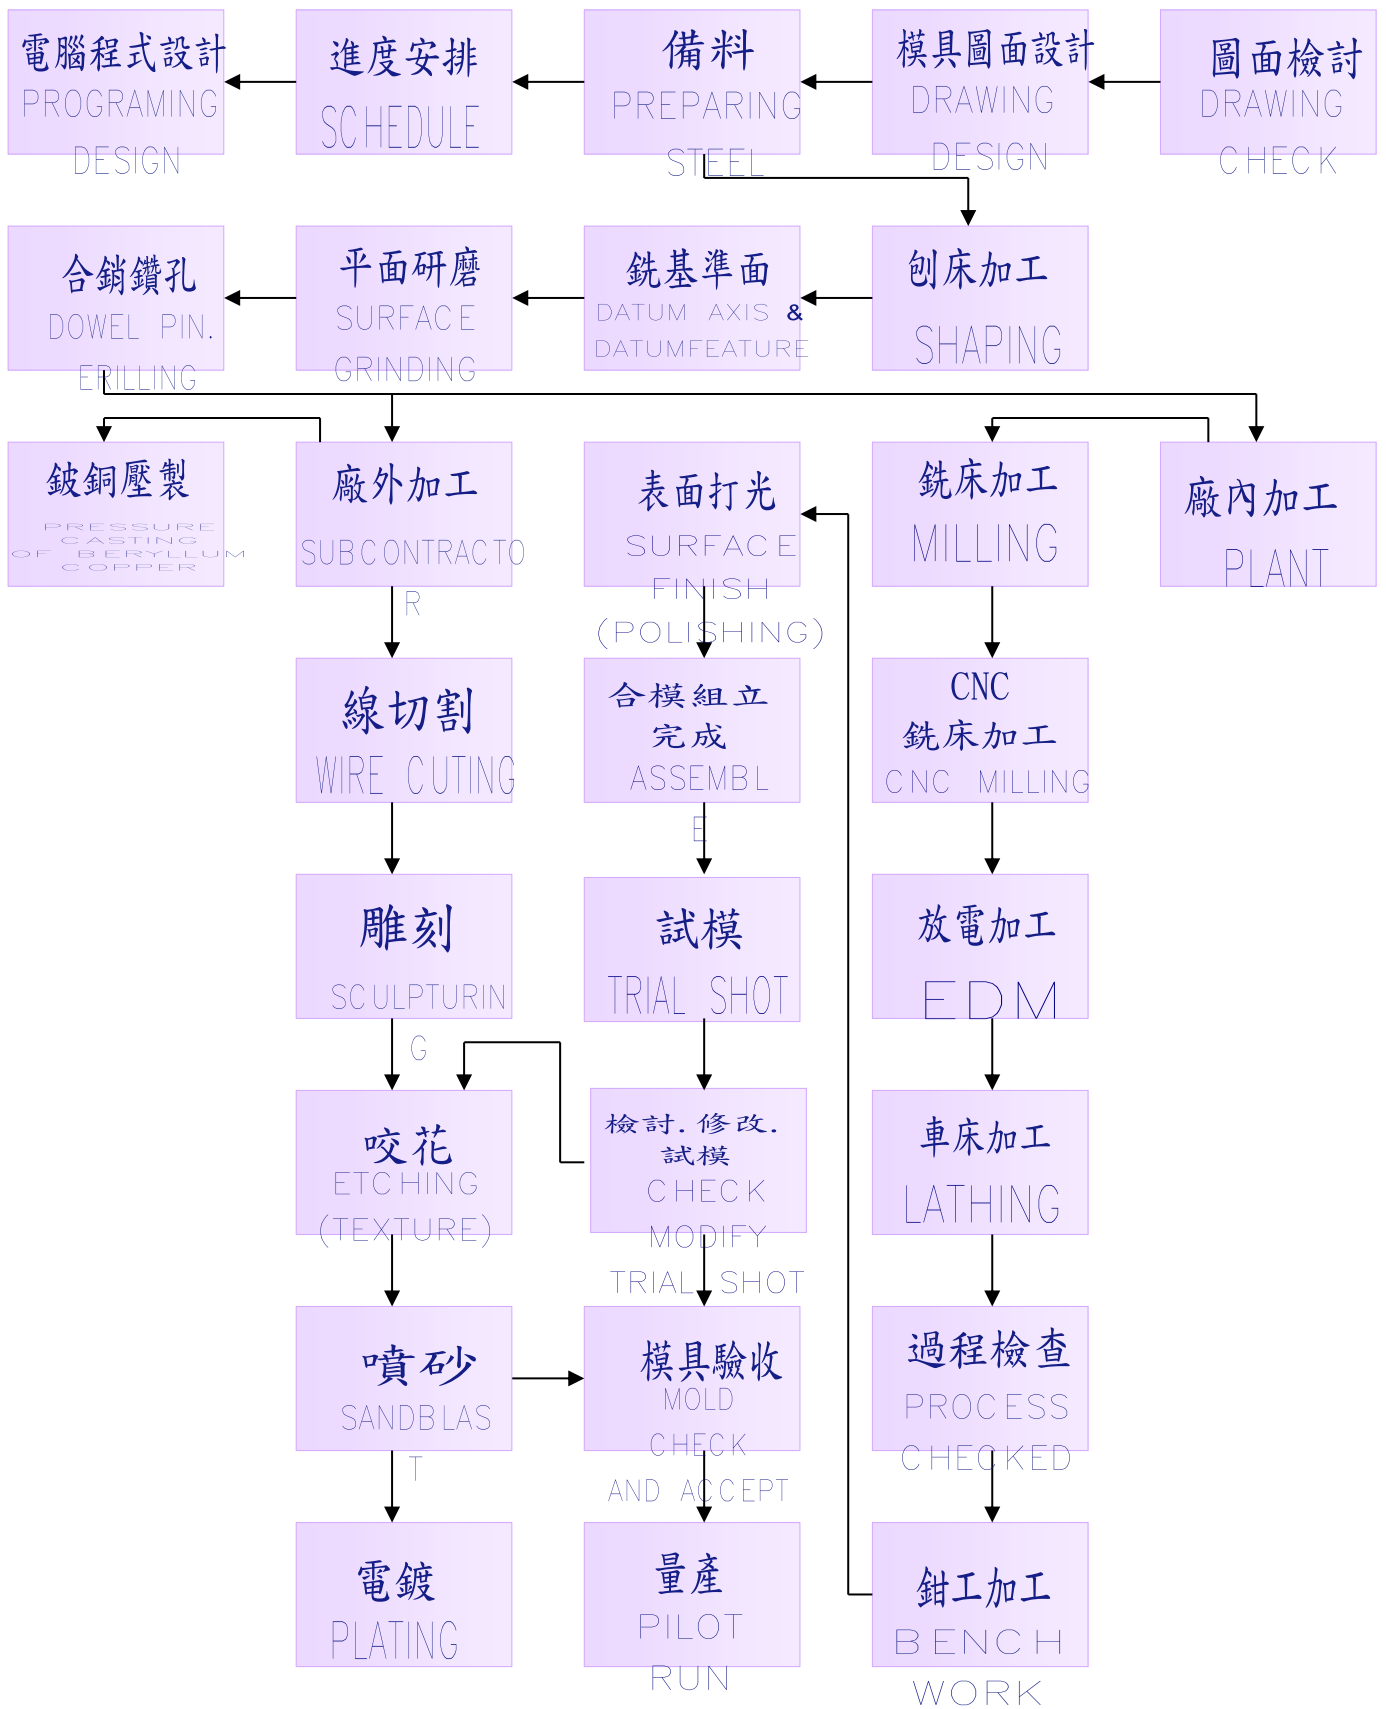 電腦程式設計
PROGRAMING
DESIGN
進度安排
SCHEDULE
備料
PREPARING
STEEL
模具圖面設計
DRAWING
DESIGN
圖面檢討
DRAWING
CHECK
合銷鑽孔
DOWEL PIN.
ERILLING
平面研磨
SURFACE
GRINDING
銑基準面
DATUM AXIS &
DATUMFEATURE
刨床加工
SHAPING
鈹銅壓製
PRESSURE
CASTING
OF BERYLLUM
COPPER
廠外加工
SUBCONTRACTO
R
表面打光
SURFACE
FINISH
(POLISHING)
銑床加工
MILLING
廠內加工
PLANT
線切割
WIRE CUTING
合模組立
完成
ASSEMBL
E
CNC
銑床加工
CNC MILLING
雕刻
SCULPTURIN
G
試模
TRIAL SHOT
放電加工
EDM
咬花
ETCHING
(TEXTURE)
檢討.修改.
試模
CHECK
MODIFY
TRIAL SHOT
車床加工
LATHING
噴砂
SANDBLAS
T
模具驗收
MOLD
CHECK
AND ACCEPT
過程檢查
PROCESS
CHECKED
電鍍
PLATING
量產
PILOT
RUN
鉗工加工
BENCH
WORK